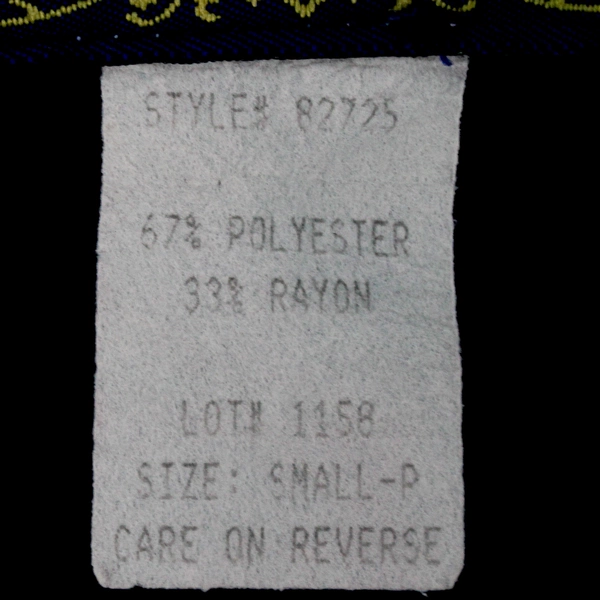 STYLE# 82725
67% POLYESTER
33% RAYON
LOT# 1158
SIZE: SMALL-P
CARE ON REVERSE